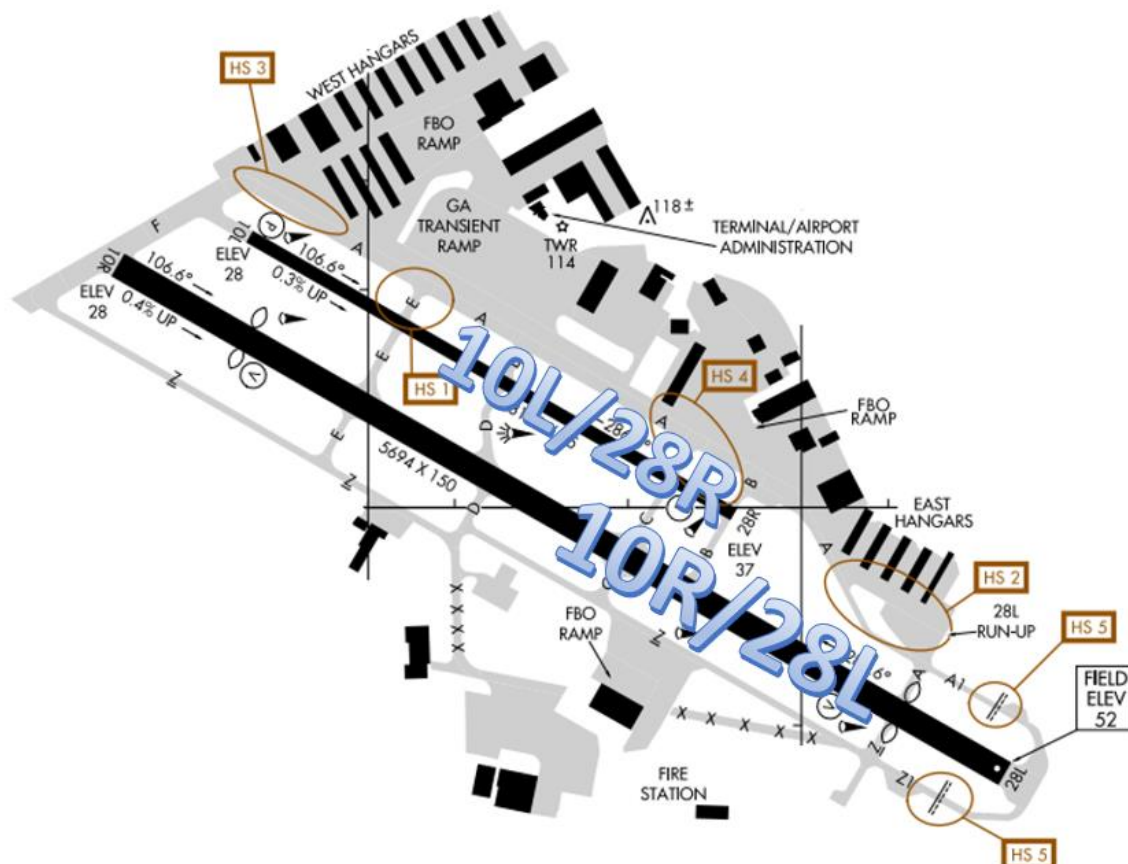 WEST HANGARS
HS 3
FBO
RAMP
GA
TRANSIENT
RAMP
118 ±
TWR
114
TERMINAL/AIRPORT
ADMINISTRATION
F
P
A
10L
10R
106.6°
0.3% UP
ELEV
28
106.6°
0.4% UP
ELEV
28
E
A
HS 1
HS 4
V
E
Z
10L/28R
A
FBO
RAMP
D
E
5694 X 150
Z
B
28R
EAST
HANGARS
Z
D
C
B
ELEV
37
A
10R/28L
HS 2
28L
RUN-UP
HS 5
X
X
X
X
FBO
RAMP
Z
A
A1
FIELD
ELEV
52
V
X X X X X
Z
28L
FIRE
STATION
Z1
HS 5